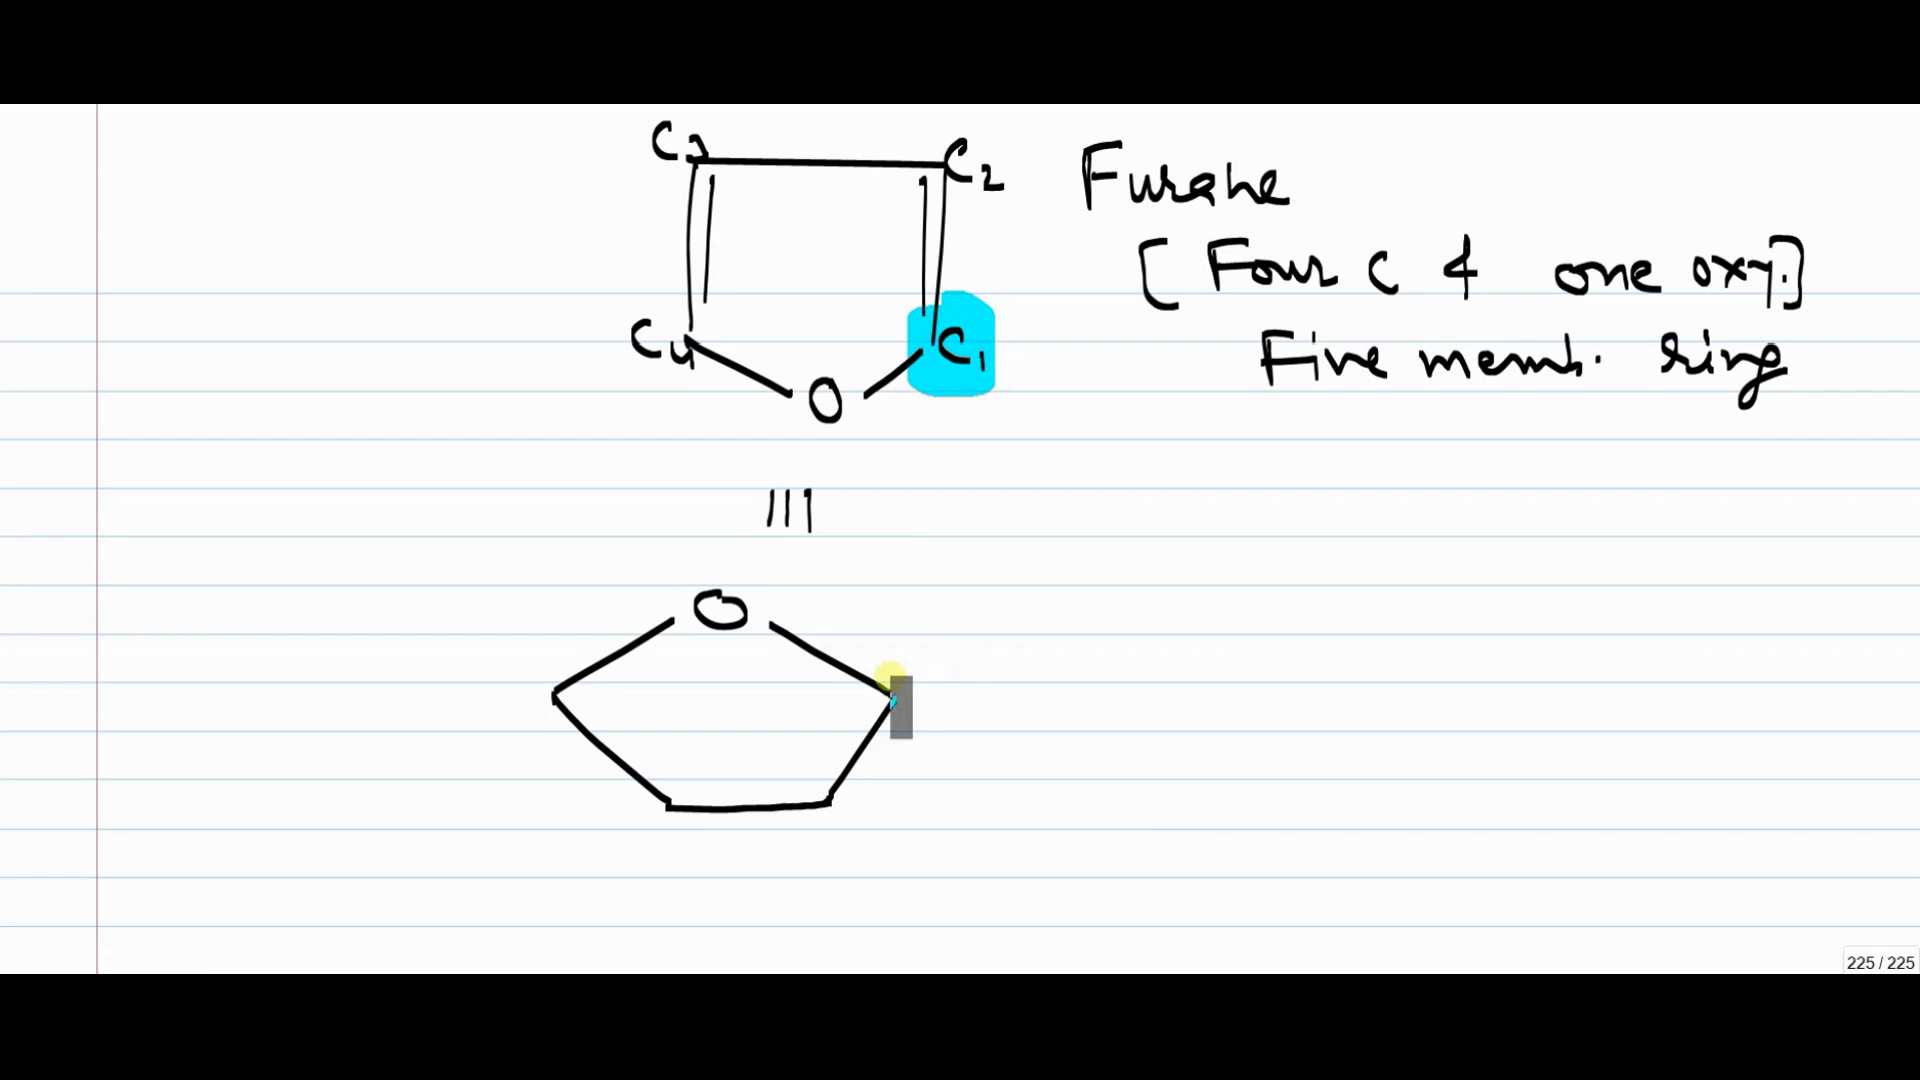 C3 C2
Furane
[ Four C & one oxy.]
C4 C1
Five memb. ring
O
O
225 / 225